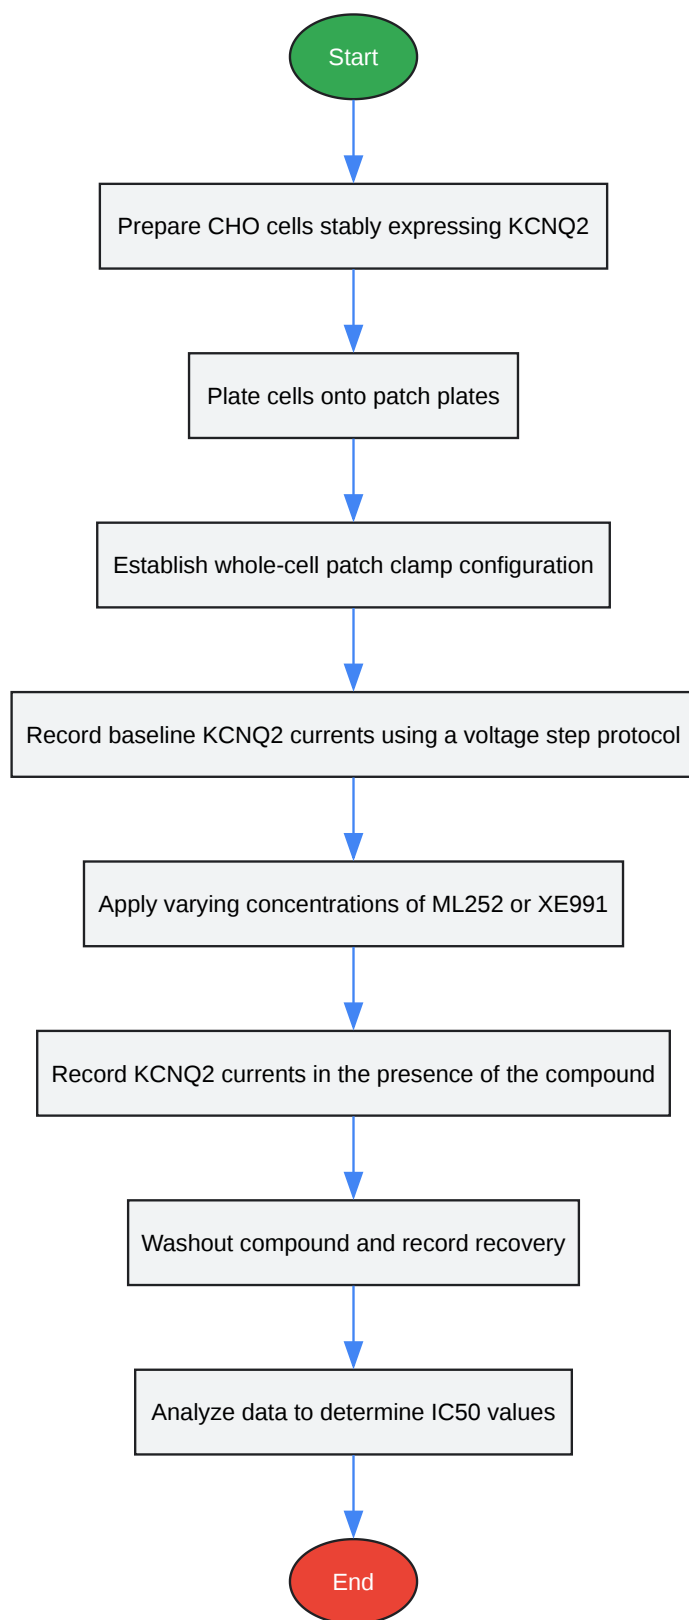 Start
Prepare CHO cells stably expressing KCNQ2
Plate cells onto patch plates
Establish whole-cell patch clamp configuration
Record baseline KCNQ2 currents using a voltage step protocol
Apply varying concentrations of ML252 or XE991
Record KCNQ2 currents in the presence of the compound
Washout compound and record recovery
Analyze data to determine IC50 values
End